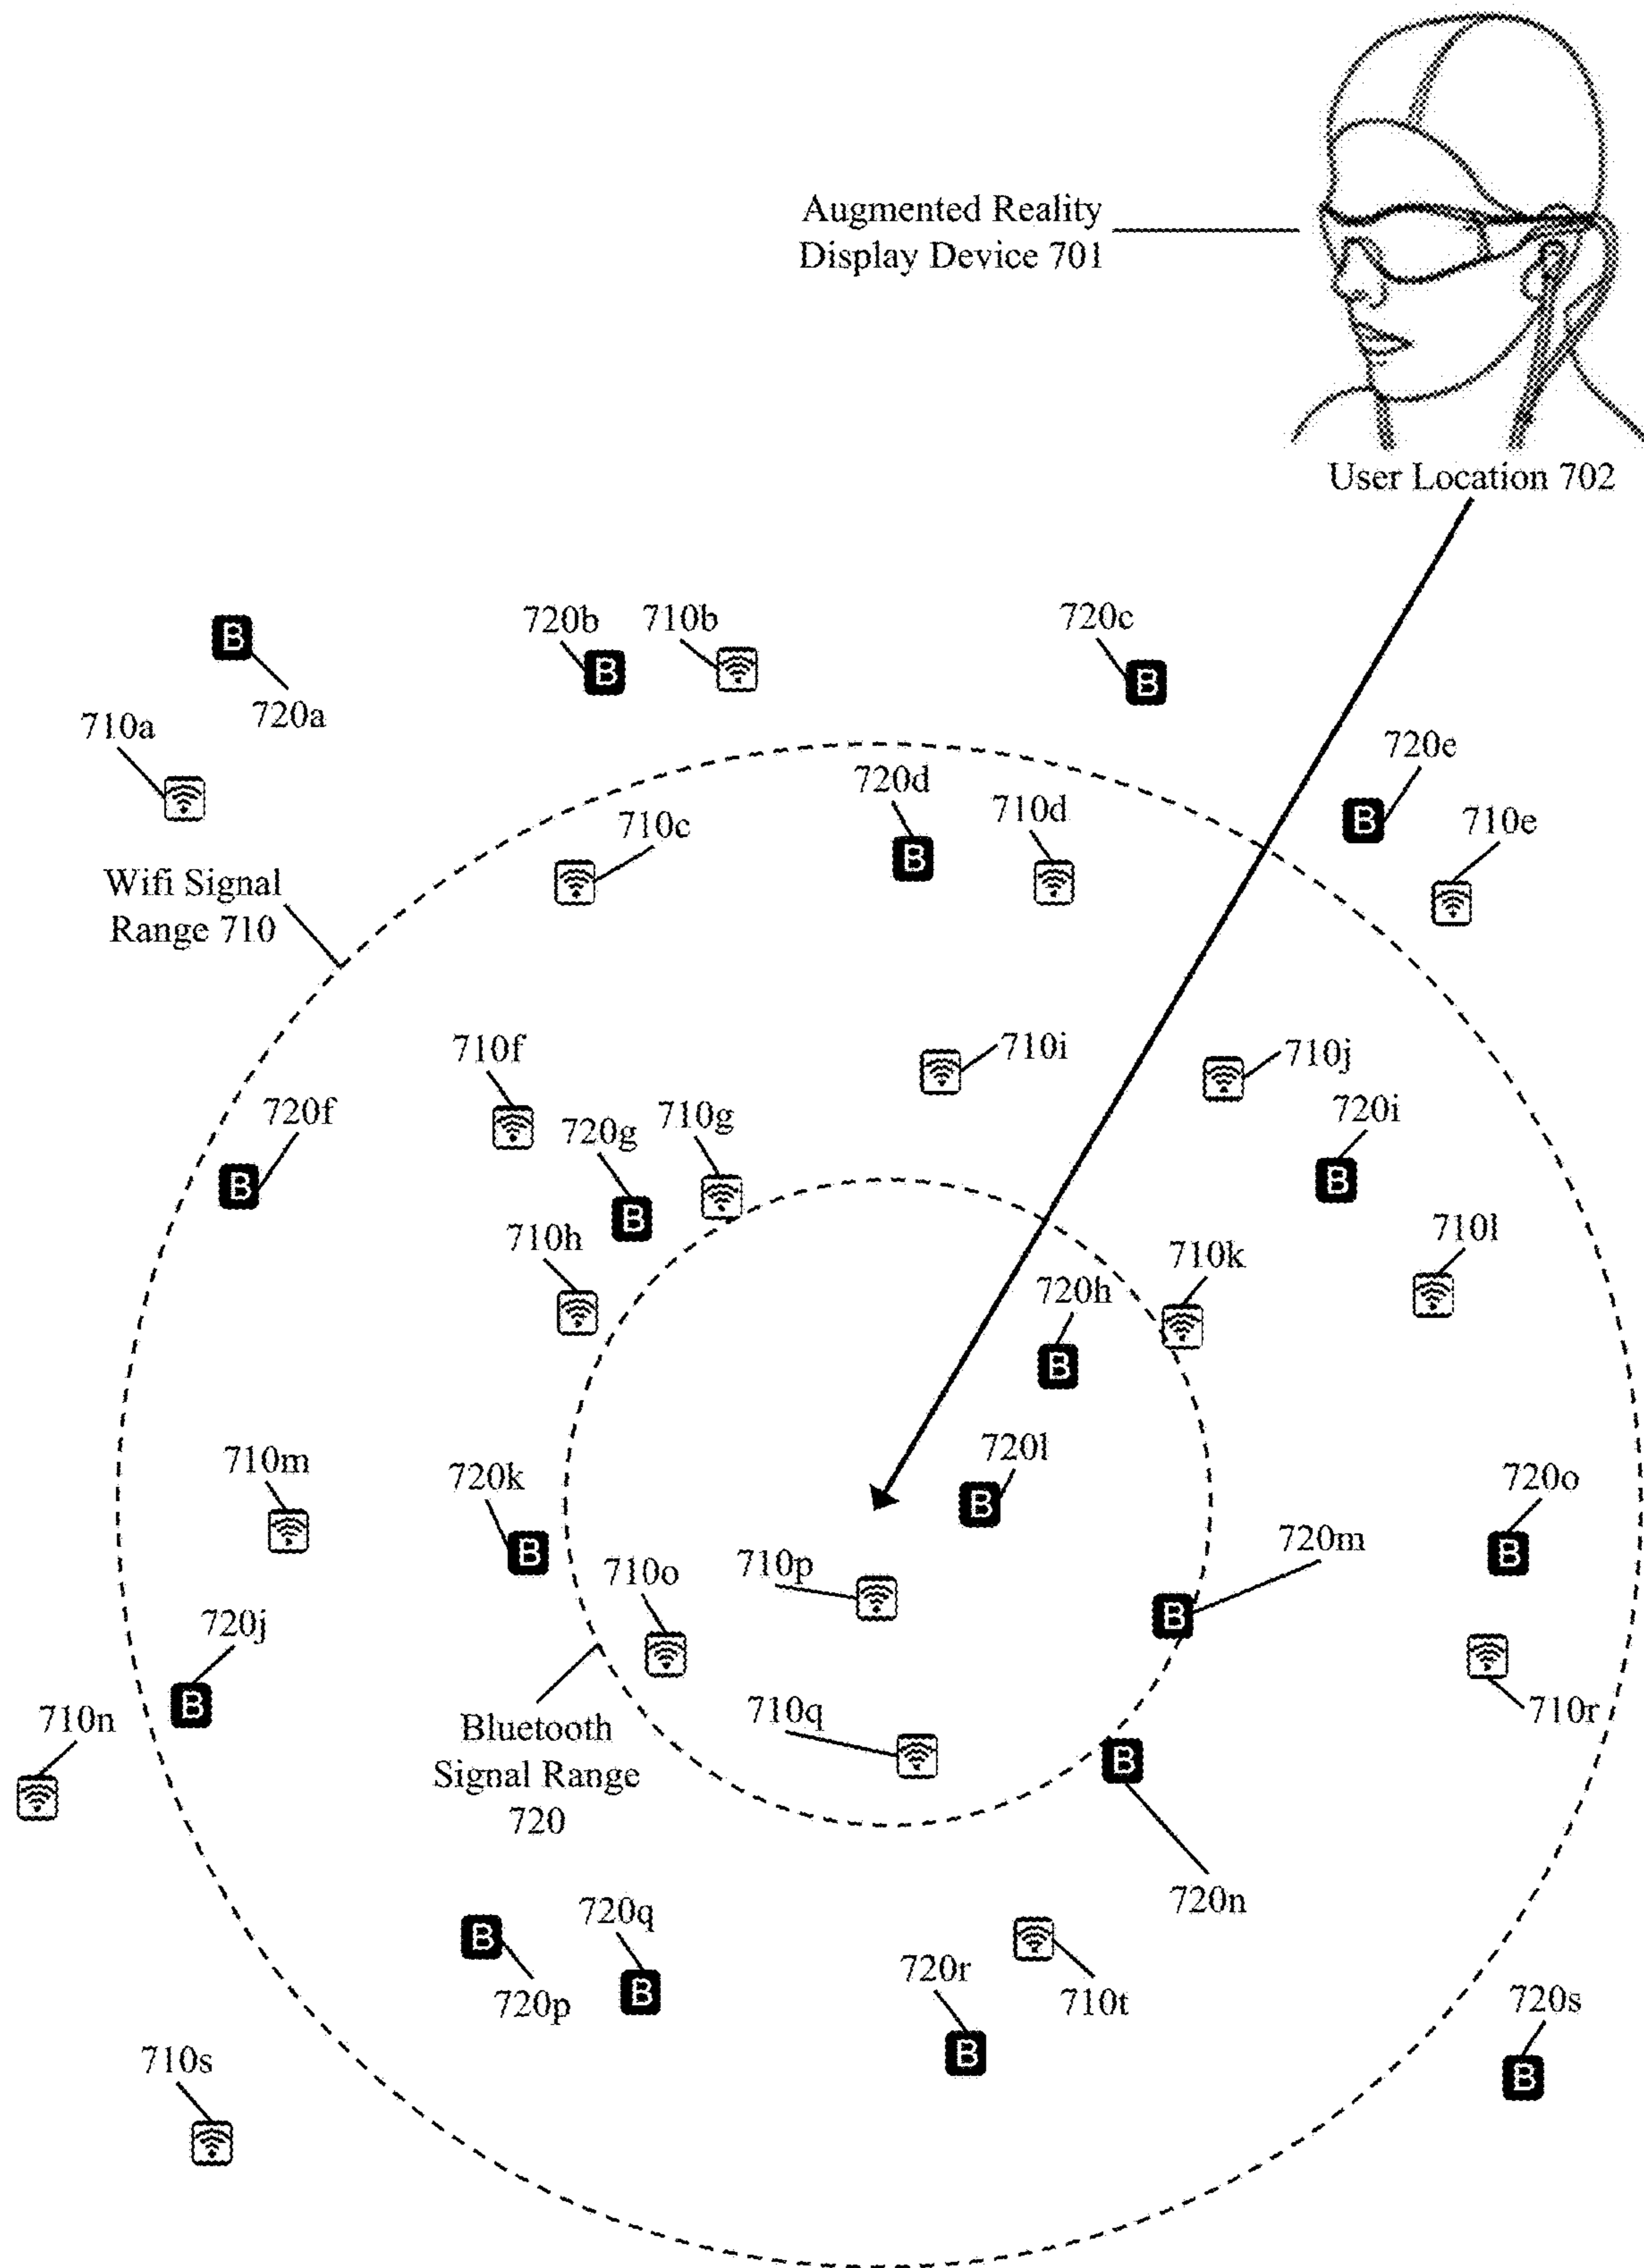 Augmented Reality
Display Device 701
User Location 702
720b
710b
720c
B
B
B
720a
710a
720e
720d
B
710d
710e
710c
B
Wifi Signal
Range 710
710f
710i
710j
720f
720g
710g
720i
B
B
B
710h
710k
710l
720h
B
710m
720k
720l
720o
B
720m
B
B
710o
710p
B
720j
710r
B
710n
710q
Bluetooth
Signal Range
720
B
720n
720q
B
720r
720p
B
710t
720s
B
710s
B